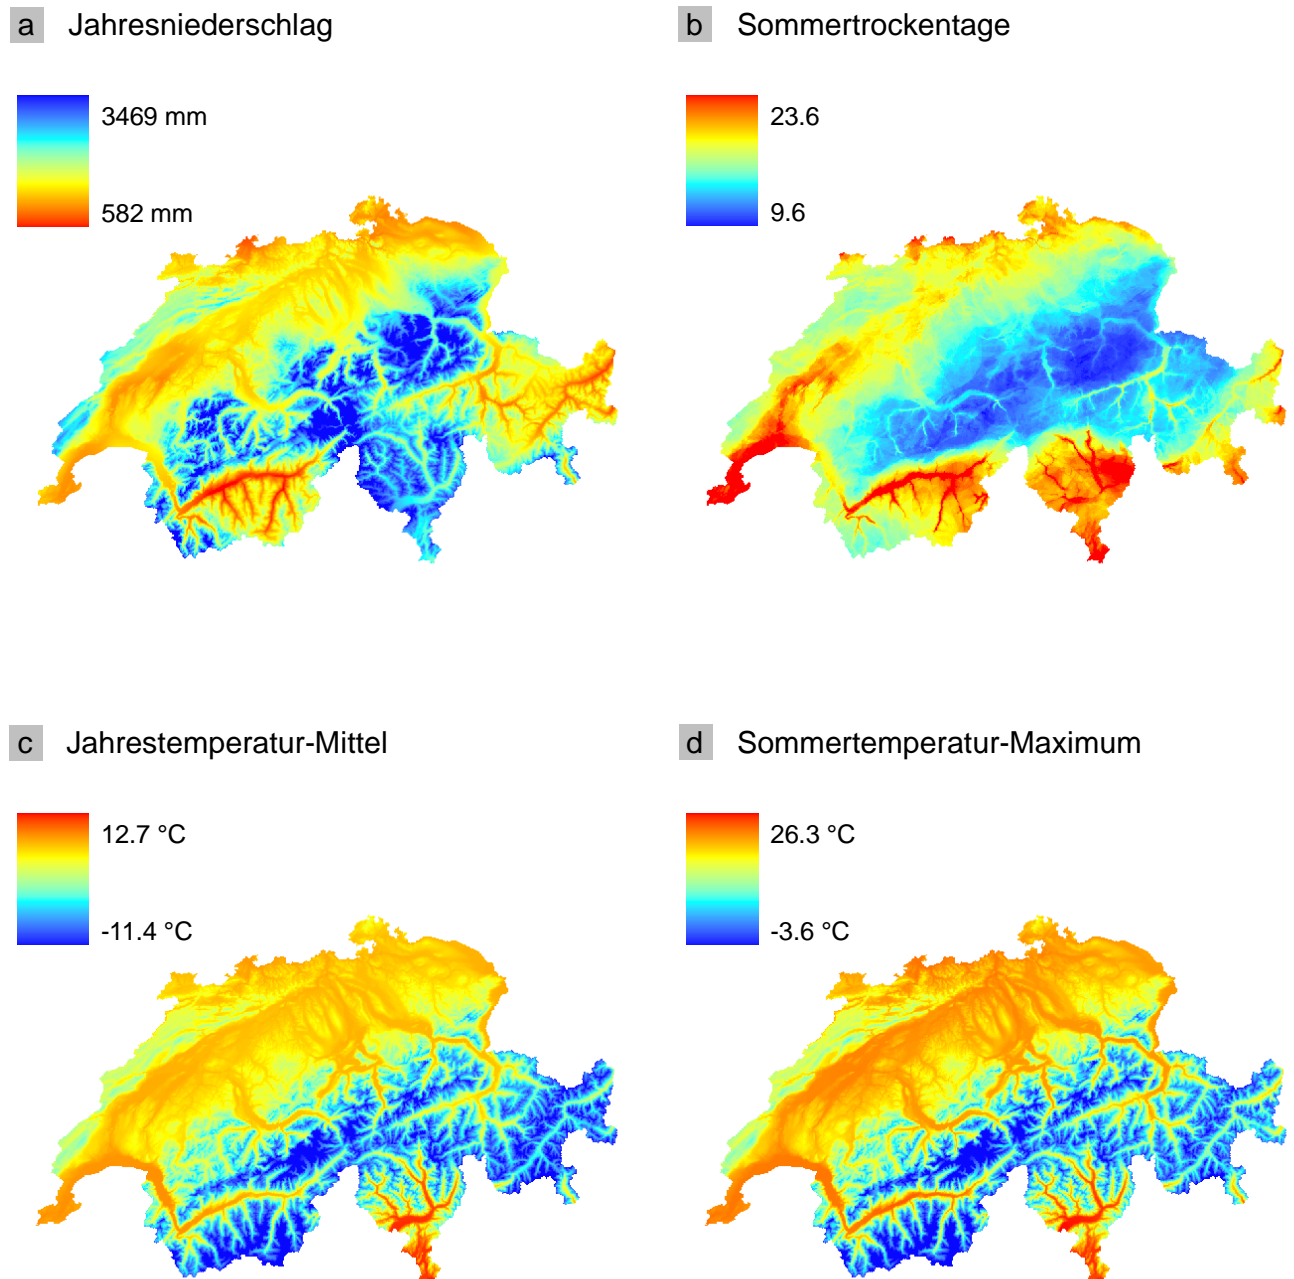 a Jahresniederschlag
3469 mm
582 mm
b Sommertrockentage
23.6
9.6
c Jahrestemperatur-Mittel
12.7 °C
-11.4 °C
d Sommertemperatur-Maximum
26.3 °C
-3.6 °C